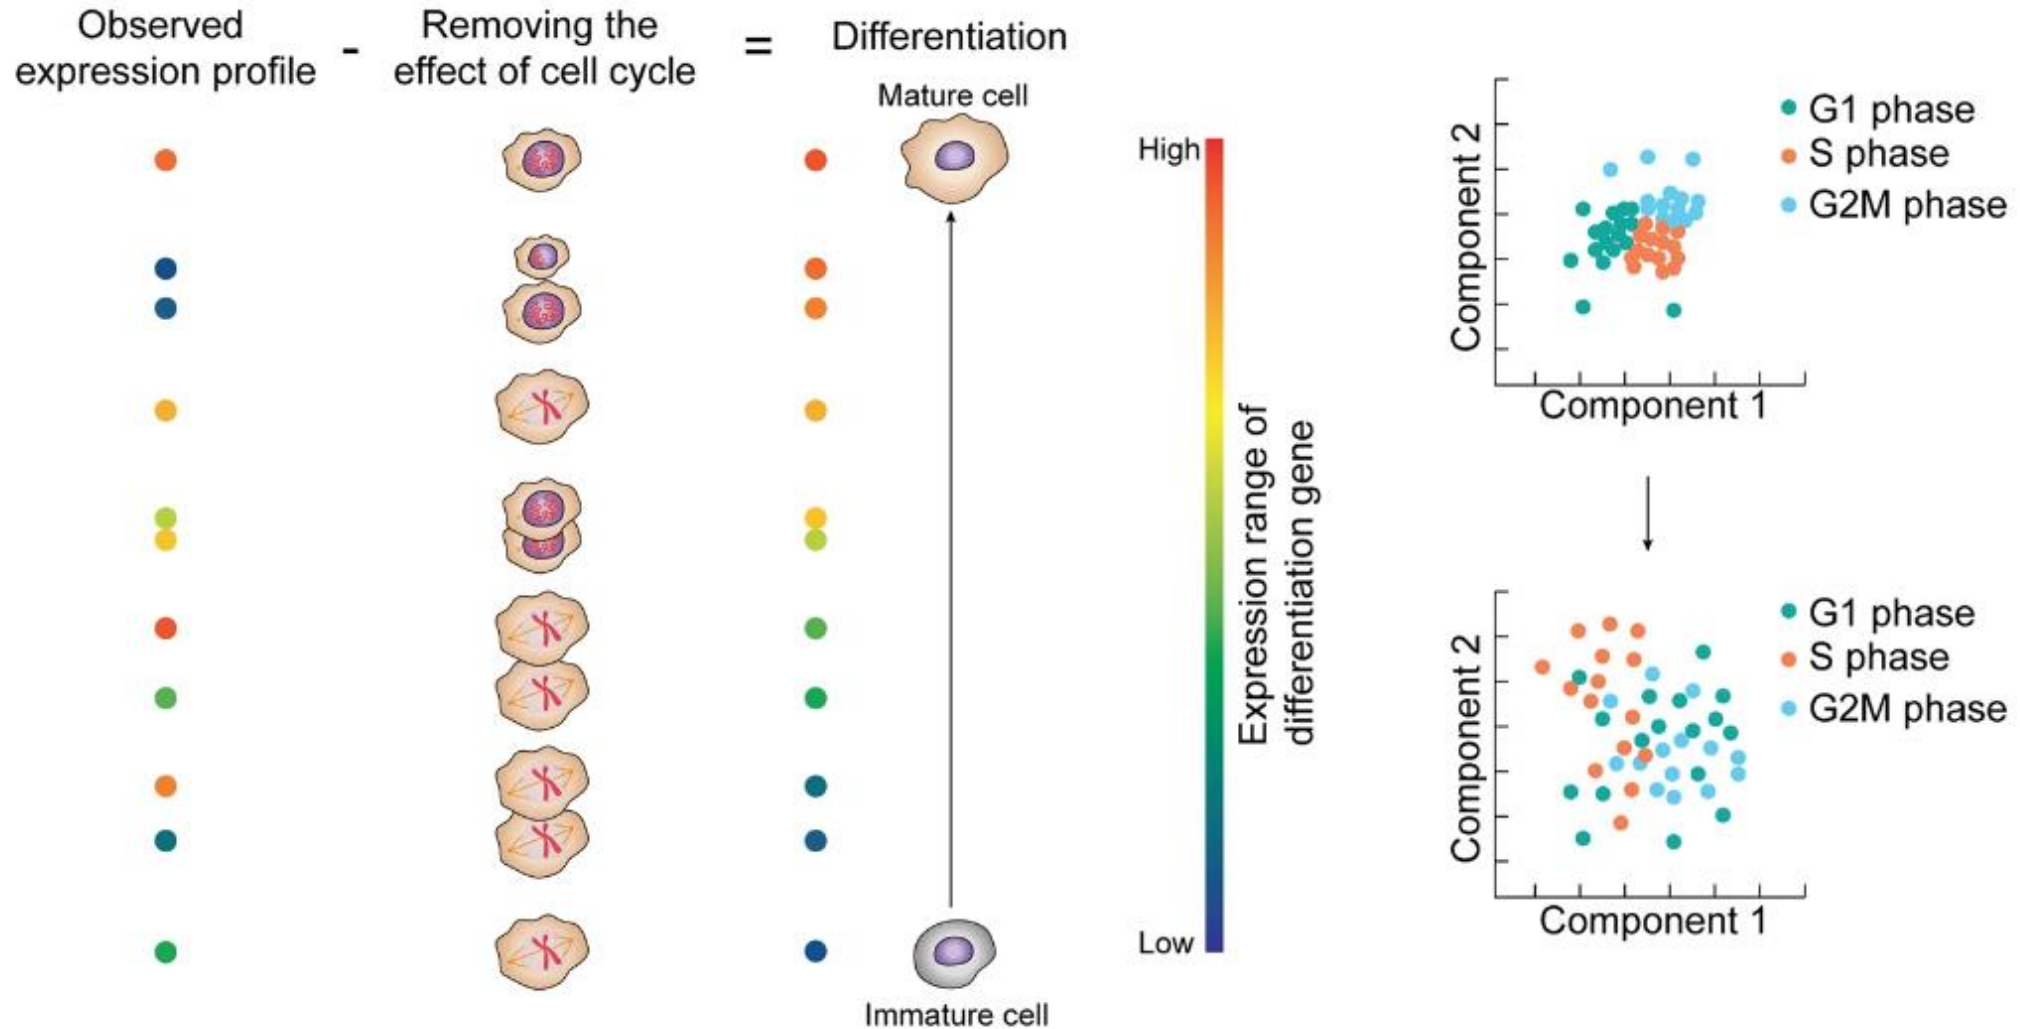 Observed
expression profile
-
Removing the
effect of cell cycle
=
Differentiation
Mature cell
Immature cell
High
Low
Expression range of
differentiation gene
Component 2
Component 1
G1 phase
S phase
G2M phase
Component 2
Component 1
G1 phase
S phase
G2M phase